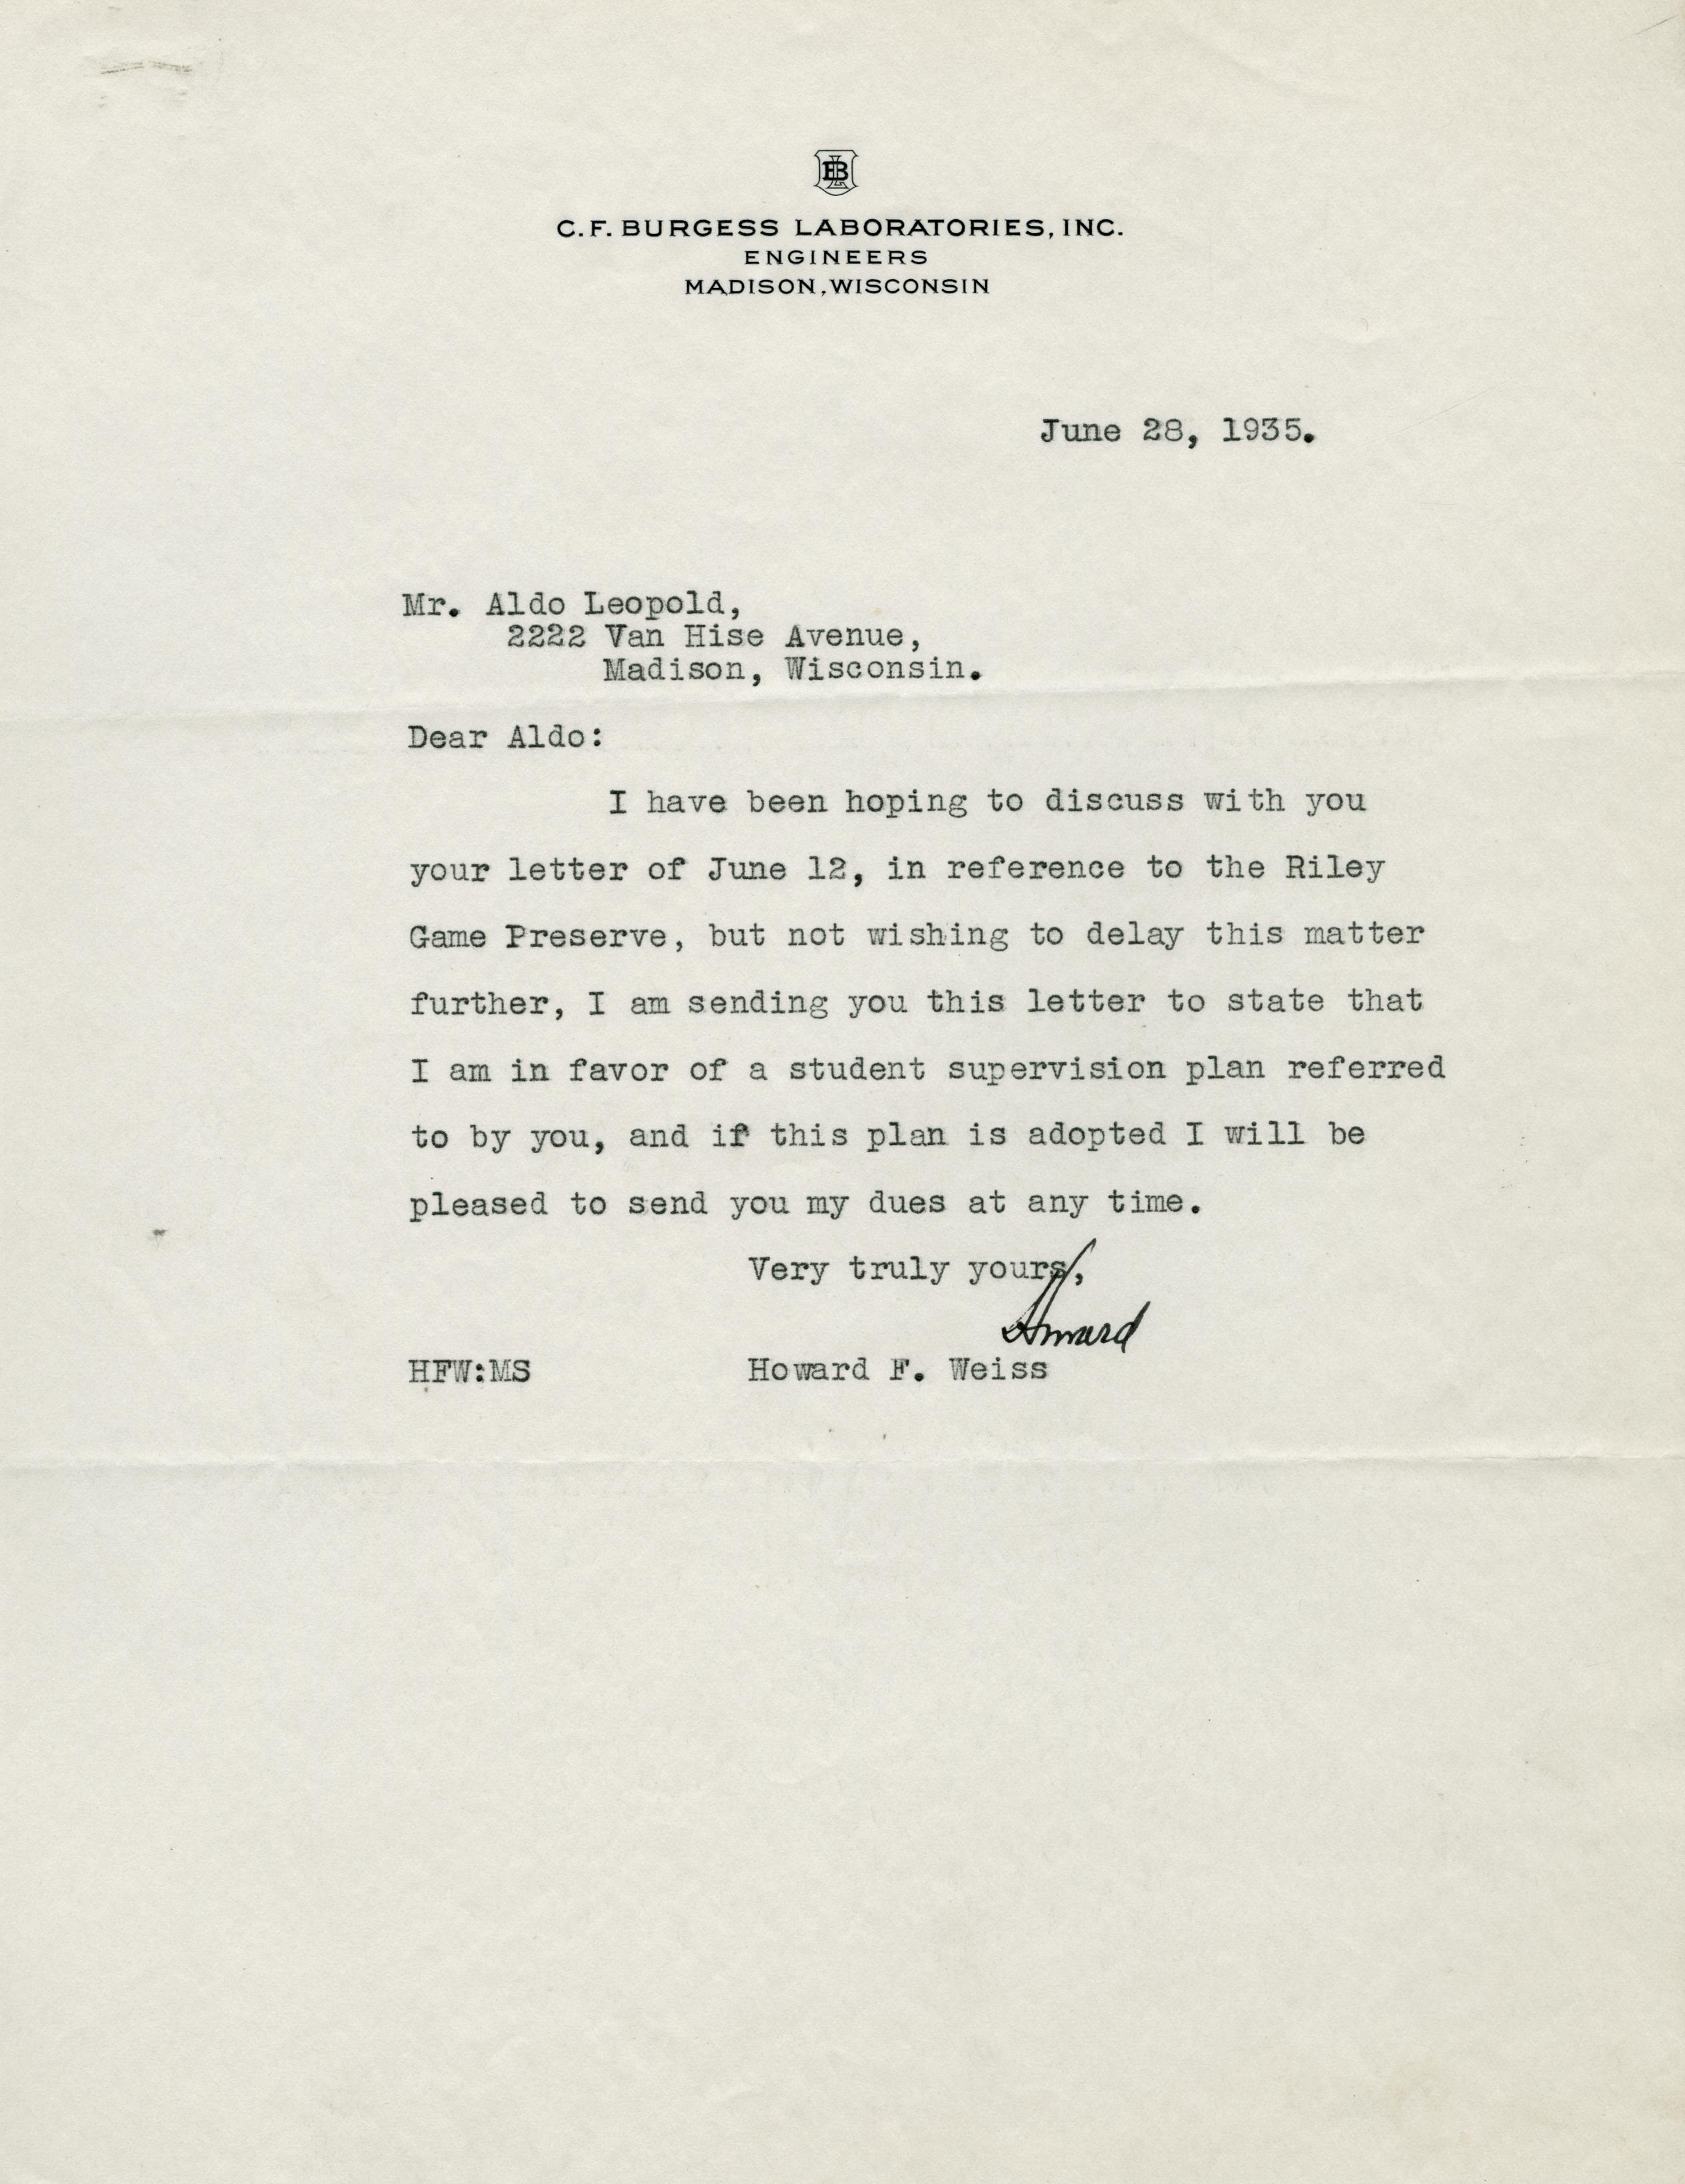 C. F. BURGESS LABORATORIES, INC.
ENGINEERS
MADISON, WISCONSIN
June 28, 1935.
Mr. Aldo Leopold,
2222 Van Hise Avenue,
Madison, Wisconsin.
Dear Aldo:
I have been hoping to discuss with you
your letter of June 12, in reference to the Riley
Game Preserve, but not wishing to delay this matter
further, I am sending you this letter to state that
I am in favor of a student supervision plan referred
to by you, and if this plan is adopted I will be
pleased to send you my dues at any time.
Very truly yours,
Howard
HFW:MS Howard F. Weiss